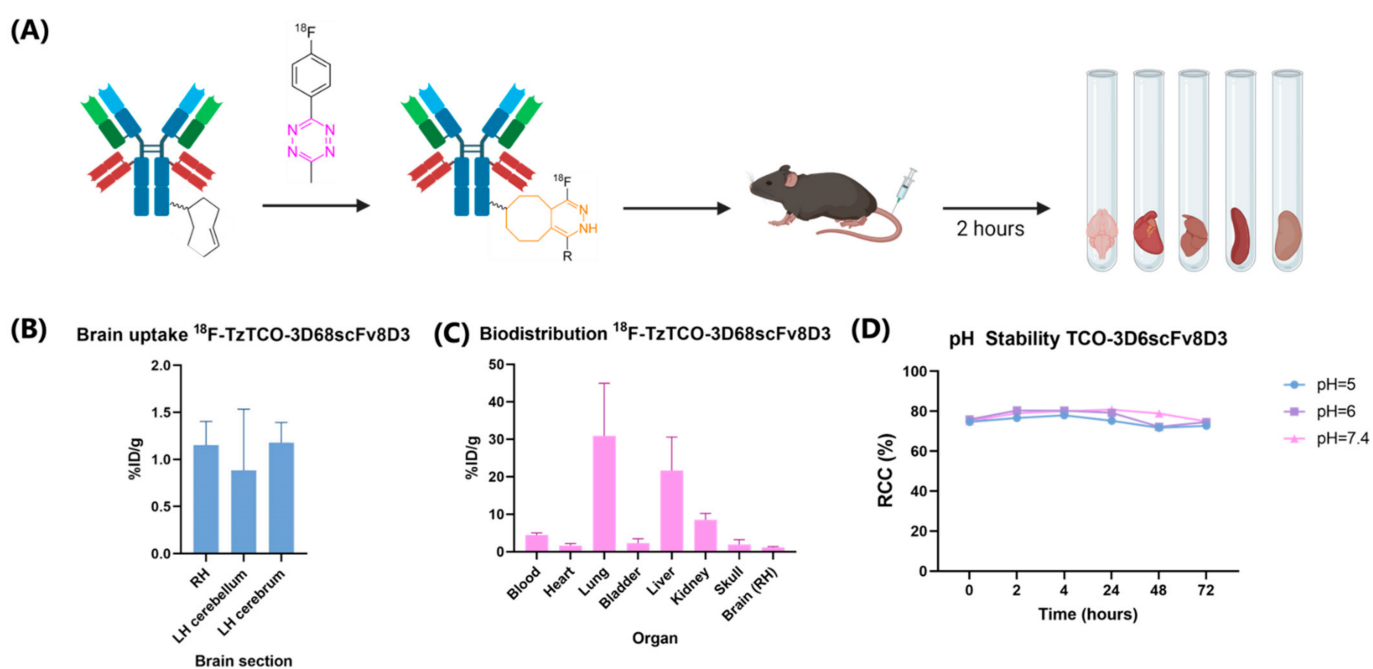 (A)
18F
N N
N N
18F
N
NH
R
2 hours
(B)
Brain uptake 18F-TzTCO-3D68scFv8D3
%ID/g
2.0
1.5
1.0
0.5
0.0
RH
LH cerebellum
LH cerebrum
Brain section
(C)
Biodistribution 18F-TzTCO-3D68scFv8D3
%ID/g
50
40
30
20
10
0
Blood
Heart
Lung
Bladder
Liver
Kidney
Skull
Brain (RH)
Organ
(D)
pH Stability TCO-3D6scFv8D3
RCC (%)
100
80
60
40
20
0
0 2 4 24 48 72
Time (hours)
pH=5
pH=6
pH=7.4